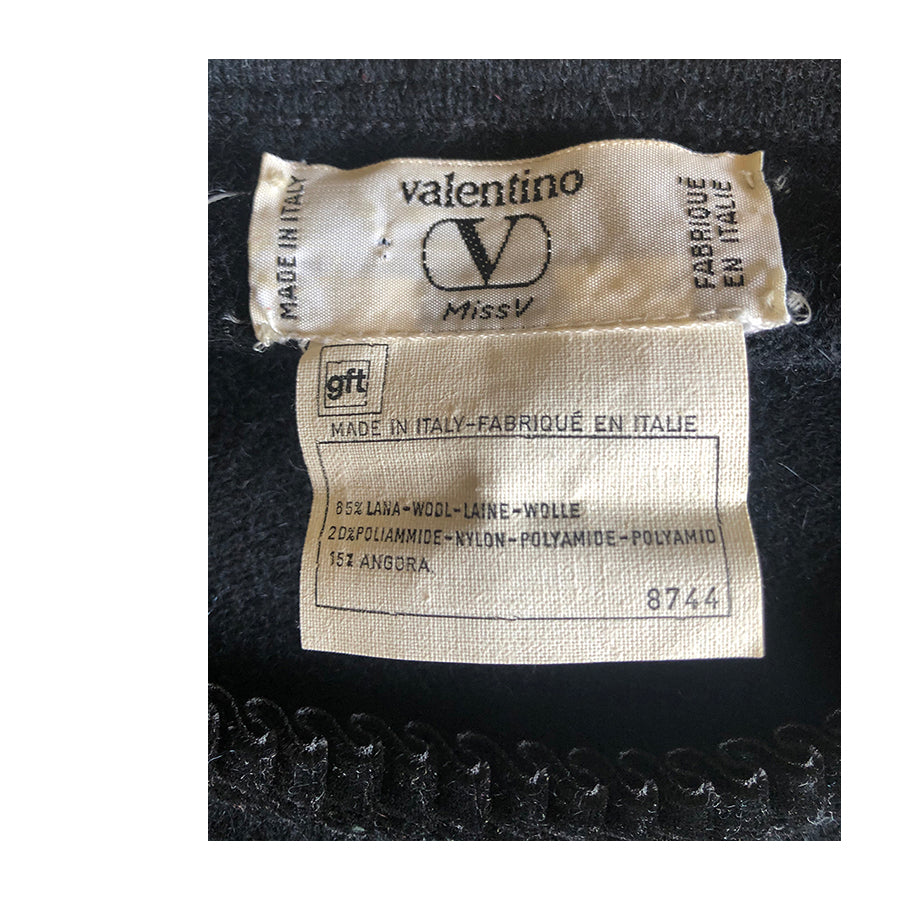 valentino
V
MissV
MADE IN ITALY
FABRIQUÉ
EN ITALIE
gft
MADE IN ITALY-FABRIQUÉ EN ITALIE
65% LANA-WOOL-LAINE-WOLLE
20%POLIAMMIDE-NYLON-POLYAMIDE-POLYAMID
15% ANGORA
8744